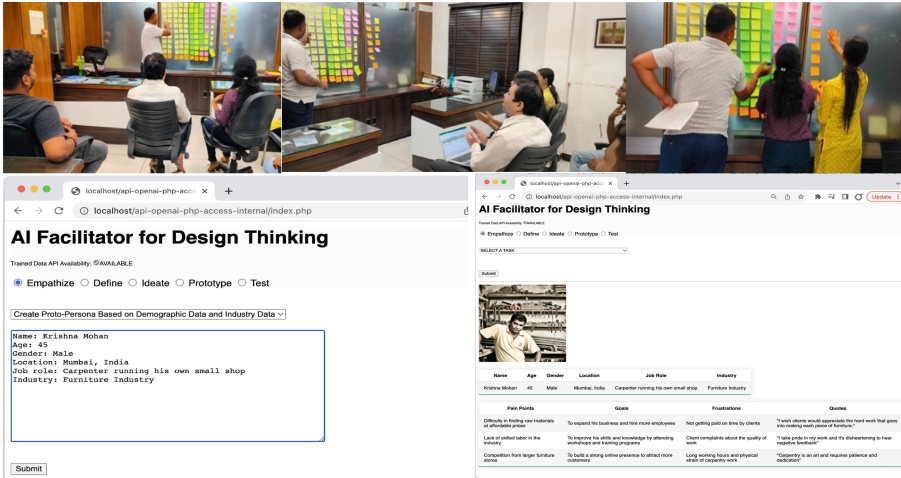 localhost/api-openai-php-acce
localhost/api-openai-php-access-internal/index.php
AI Facilitator for Design Thinking
Trained Data API Availability: AVAILABLE
Empathize Define Ideate Prototype Test
Create Proto-Persona Based on Demographic Data and Industry Data
Name: Krishna Mohan
Age: 45
Gender: Male
Location: Mumbai, India
Job role: Carpenter running his own small shop
Industry: Furniture Industry
Submit
localhost/api-openai-php-acce
localhost/api-openai-php-access-internal/index.php Update
AI Facilitator for Design Thinking
Trained Data API Availability: AVAILABLE
Empathize Define Ideate Prototype Test
SELECT A TASK
Submit
Name Age Gender Location Job Role Industry
Krishna Mohan 45 Male Mumbai, India Carpenter running his own small shop Furniture Industry
Pain Points Goals Frustrations Quotes
Difficulty in finding raw materials at affordable prices
To expand his business and hire more employees
Not getting paid on time by clients
"I wish clients would appreciate the hard work that goes into making each piece of furniture."
Lack of skilled labor in the industry
To improve his skills and knowledge by attending workshops and training programs
Client complaints about the quality of work
"I take pride in my work and it's disheartening to hear negative feedback"
Competition from larger furniture stores
To build a strong online presence to attract more customers
Long working hours and physical strain of carpentry work
"Carpentry is an art and requires patience and dedication"